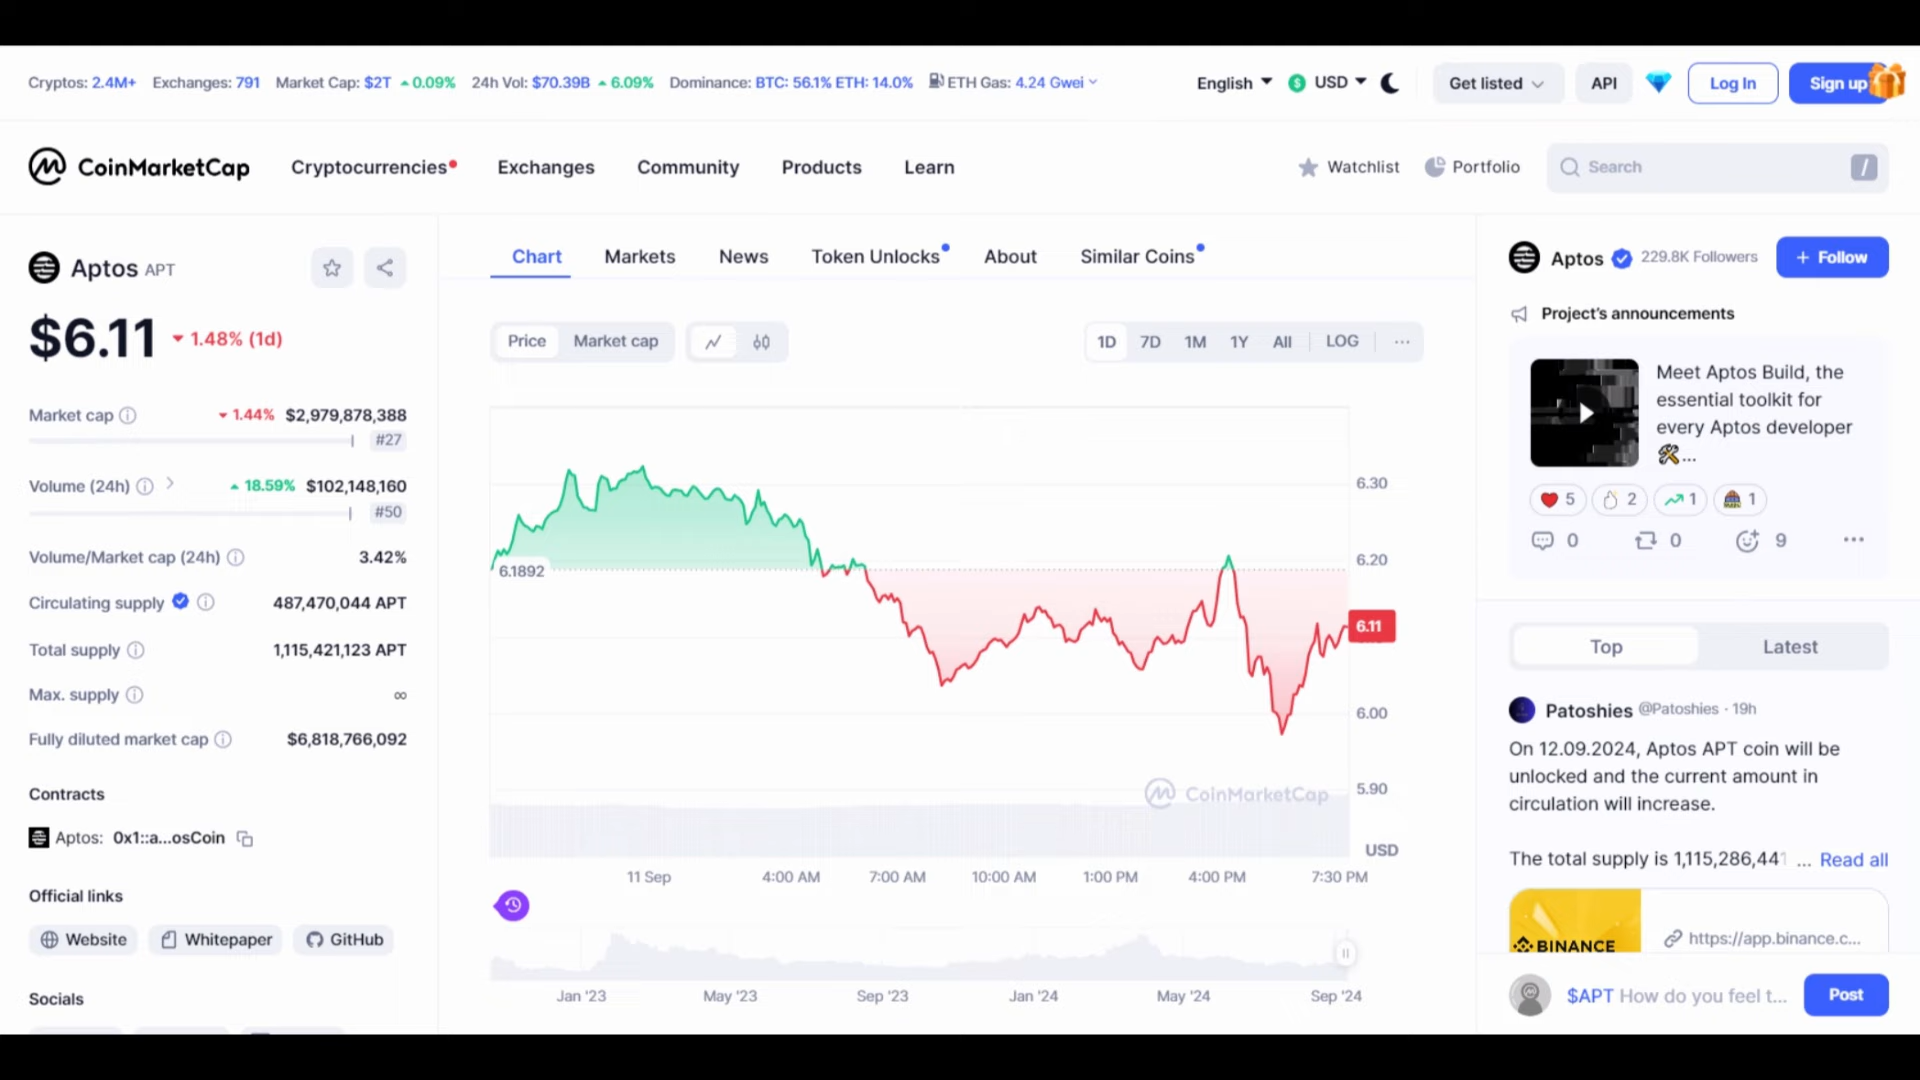 Cryptos: 2.4M+ Exchanges: 791 Market Cap: $2T 0.09% 24h Vol: $70.39B 6.09% Dominance: BTC: 56.1% ETH: 14.0% ETH Gas: 4.24 Gwei
English USD Get listed API Log In Sign up
CoinMarketCap Cryptocurrencies Exchanges Community Products Learn Watchlist Portfolio Search /
Aptos APT
$6.11 1.48% (1d)
Market cap 1.44% $2,979,878,388
#27
Volume (24h) 18.59% $102,148,160
#50
Volume/Market cap (24h) 3.42%
Circulating supply 487,470,044 APT
Total supply 1,115,421,123 APT
Max. supply ∞
Fully diluted market cap $6,818,766,092
Contracts
Aptos: 0x1::a...osCoin
Official links
Website Whitepaper GitHub
Socials
Chart Markets News Token Unlocks About Similar Coins
Price Market cap 1D 7D 1M 1Y All LOG ...
6.30
6.20
6.1892
6.11
6.00
5.90
CoinMarketCap
USD
11 Sep 4:00 AM 7:00 AM 10:00 AM 1:00 PM 4:00 PM 7:30 PM
Jan '23 May '23 Sep '23 Jan '24 May '24 Sep '24
Aptos 229.8K Followers + Follow
Project's announcements
Meet Aptos Build, the
essential toolkit for
every Aptos developer
🛠...
5 2 1 1
0 0 9 ...
Top Latest
Patoshies @Patoshies · 19h
On 12.09.2024, Aptos APT coin will be
unlocked and the current amount in
circulation will increase.
The total supply is 1,115,286,441 ... Read all
BINANCE https://app.binance.c...
$APT How do you feel t... Post